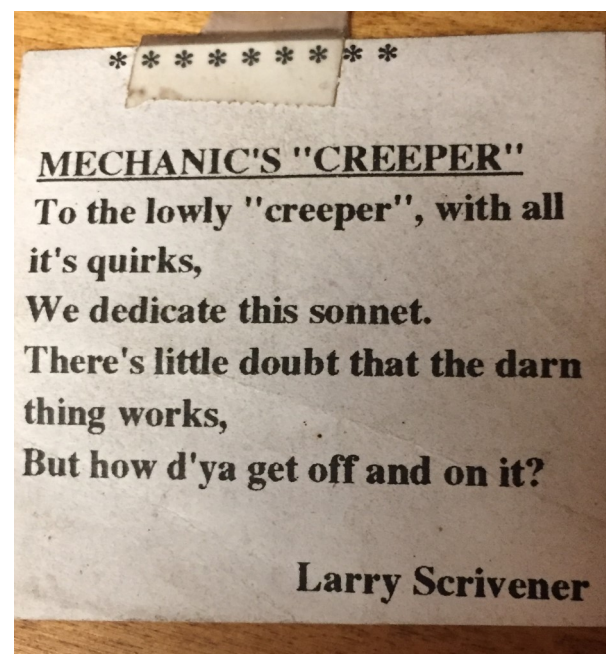 * * * * * * * * *
MECHANIC'S "CREEPER"
To the lowly "creeper", with all
it's quirks,
We dedicate this sonnet.
There's little doubt that the darn
thing works,
But how d'ya get off and on it?
Larry Scrivener